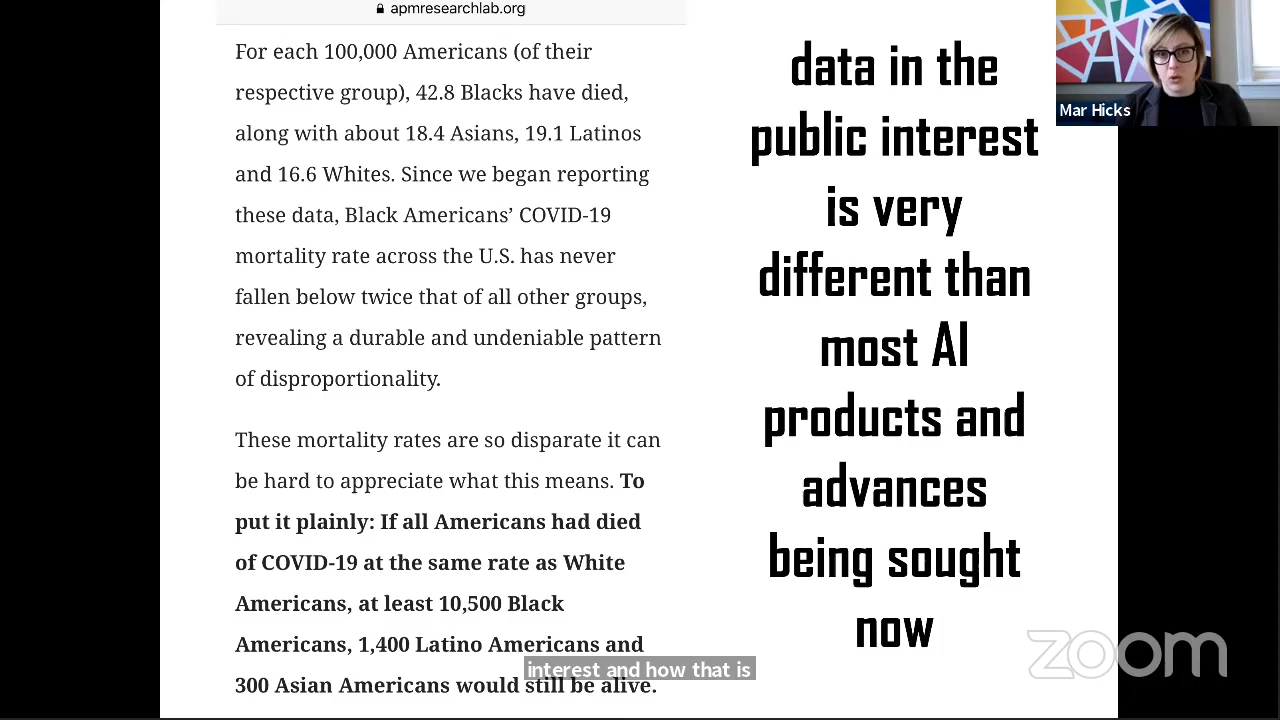 apmresearchlab.org
For each 100,000 Americans (of their
respective group), 42.8 Blacks have died,
along with about 18.4 Asians, 19.1 Latinos
and 16.6 Whites. Since we began reporting
these data, Black Americans’ COVID-19
mortality rate across the U.S. has never
fallen below twice that of all other groups,
revealing a durable and undeniable pattern
of disproportionality.
These mortality rates are so disparate it can
be hard to appreciate what this means. To
put it plainly: If all Americans had died
of COVID-19 at the same rate as White
Americans, at least 10,500 Black
Americans, 1,400 Latino Americans and
300 Asian Americans would still be alive.
data in the
public interest
is very
different than
most AI
products and
advances
being sought
now
Mar Hicks
interest and how that is
zoom